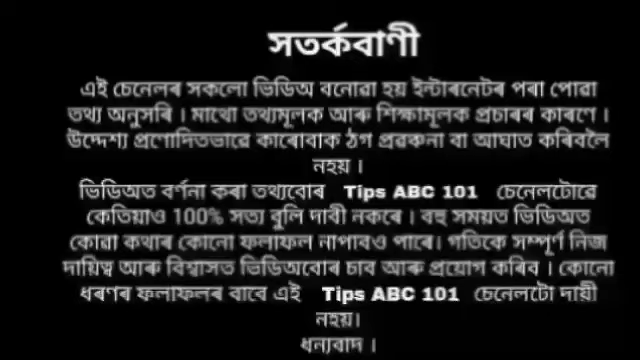 সতৰ্কবাণী
এই চেনেলৰ সকলো ভিডিঅ বনোৱা হয় ইন্টাৰনেটৰ পৰা পোৱা
তথ্য অনুসৰি । মাথো তথ্যমূলক আৰু শিক্ষামূলক প্ৰচাৰৰ কাৰণে ।
উদ্দেশ্য প্ৰণোদিতভাৱে কাৰোবাক ঠগ প্ৰৱঞ্চনা বা আঘাত কৰিবলৈ
নহয় ।
ভিডিঅত বৰ্ণনা কৰা তথ্যবোৰ Tips ABC 101 চেনেলটোৱে
কেতিয়াও 100% সত্য বুলি দাবী নকৰে । বহু সময়ত ভিডিঅত
কোৱা কথাৰ কোনো ফলাফল নাপাবও পাৰে। গতিকে সম্পূৰ্ণ নিজ
দায়িত্ব আৰু বিশ্বাসত ভিডিঅবোৰ চাব আৰু প্ৰয়োগ কৰিব । কোনো
ধৰণৰ ফলাফলৰ বাবে এই Tips ABC 101 চেনেলটো দায়ী
নহয়।
ধন্যবাদ ।